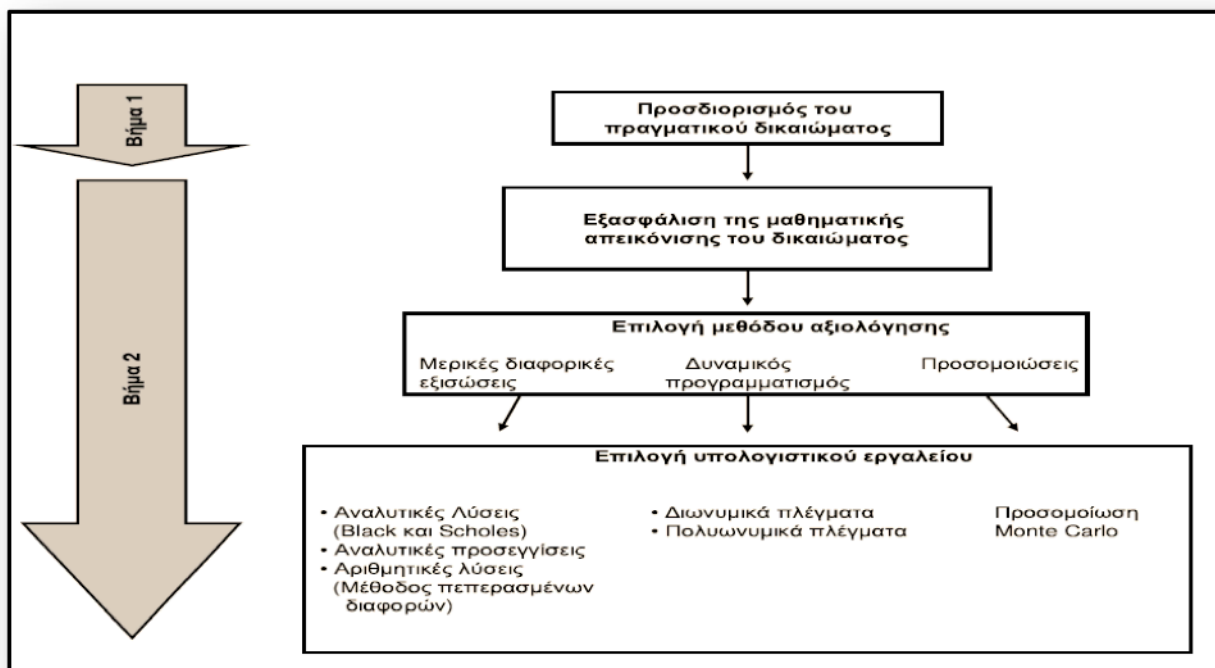 Βήμα 1
Προσδιορισμός του
πραγματικού δικαιώματος
Βήμα 2
Εξασφάλιση της μαθηματικής
απεικόνισης του δικαιώματος
Επιλογή μεθόδου αξιολόγησης
Μερικές διαφορικές
εξισώσεις
Δυναμικός
προγραμματισμός
Προσομοιώσεις
Επιλογή υπολογιστικού εργαλείου
• Αναλυτικές Λύσεις
(Black και Scholes)
• Αναλυτικές προσεγγίσεις
• Αριθμητικές λύσεις
(Μέθοδος πεπερασμένων
διαφορών)
• Διωνυμικά πλέγματα
• Πολυωνυμικά πλέγματα
Προσομοίωση
Monte Carlo